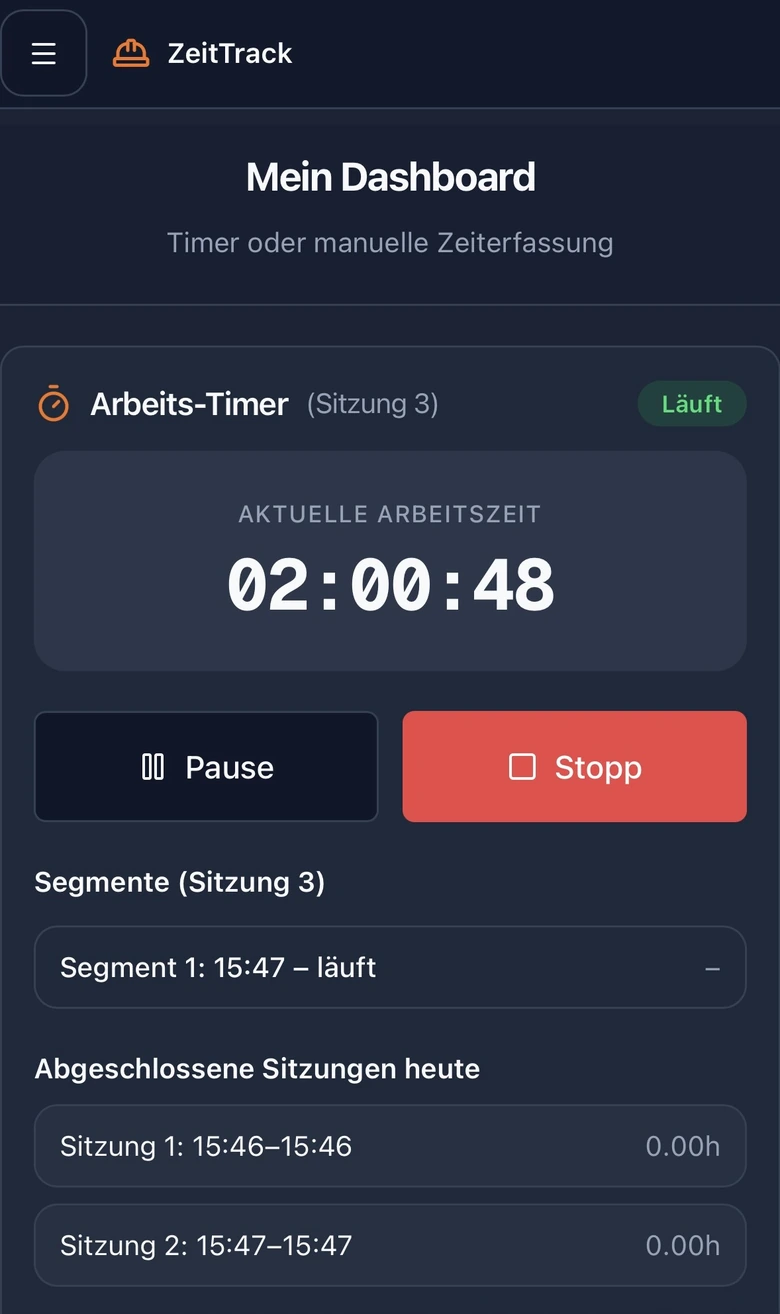 ZeitTrack
Mein Dashboard
Timer oder manuelle Zeiterfassung
Arbeits-Timer (Sitzung 3) Läuft
AKTUELLE ARBEITSZEIT
02:00:48
Pause Stopp
Segmente (Sitzung 3)
Segment 1: 15:47 – läuft –
Abgeschlossene Sitzungen heute
Sitzung 1: 15:46–15:46 0.00h
Sitzung 2: 15:47–15:47 0.00h